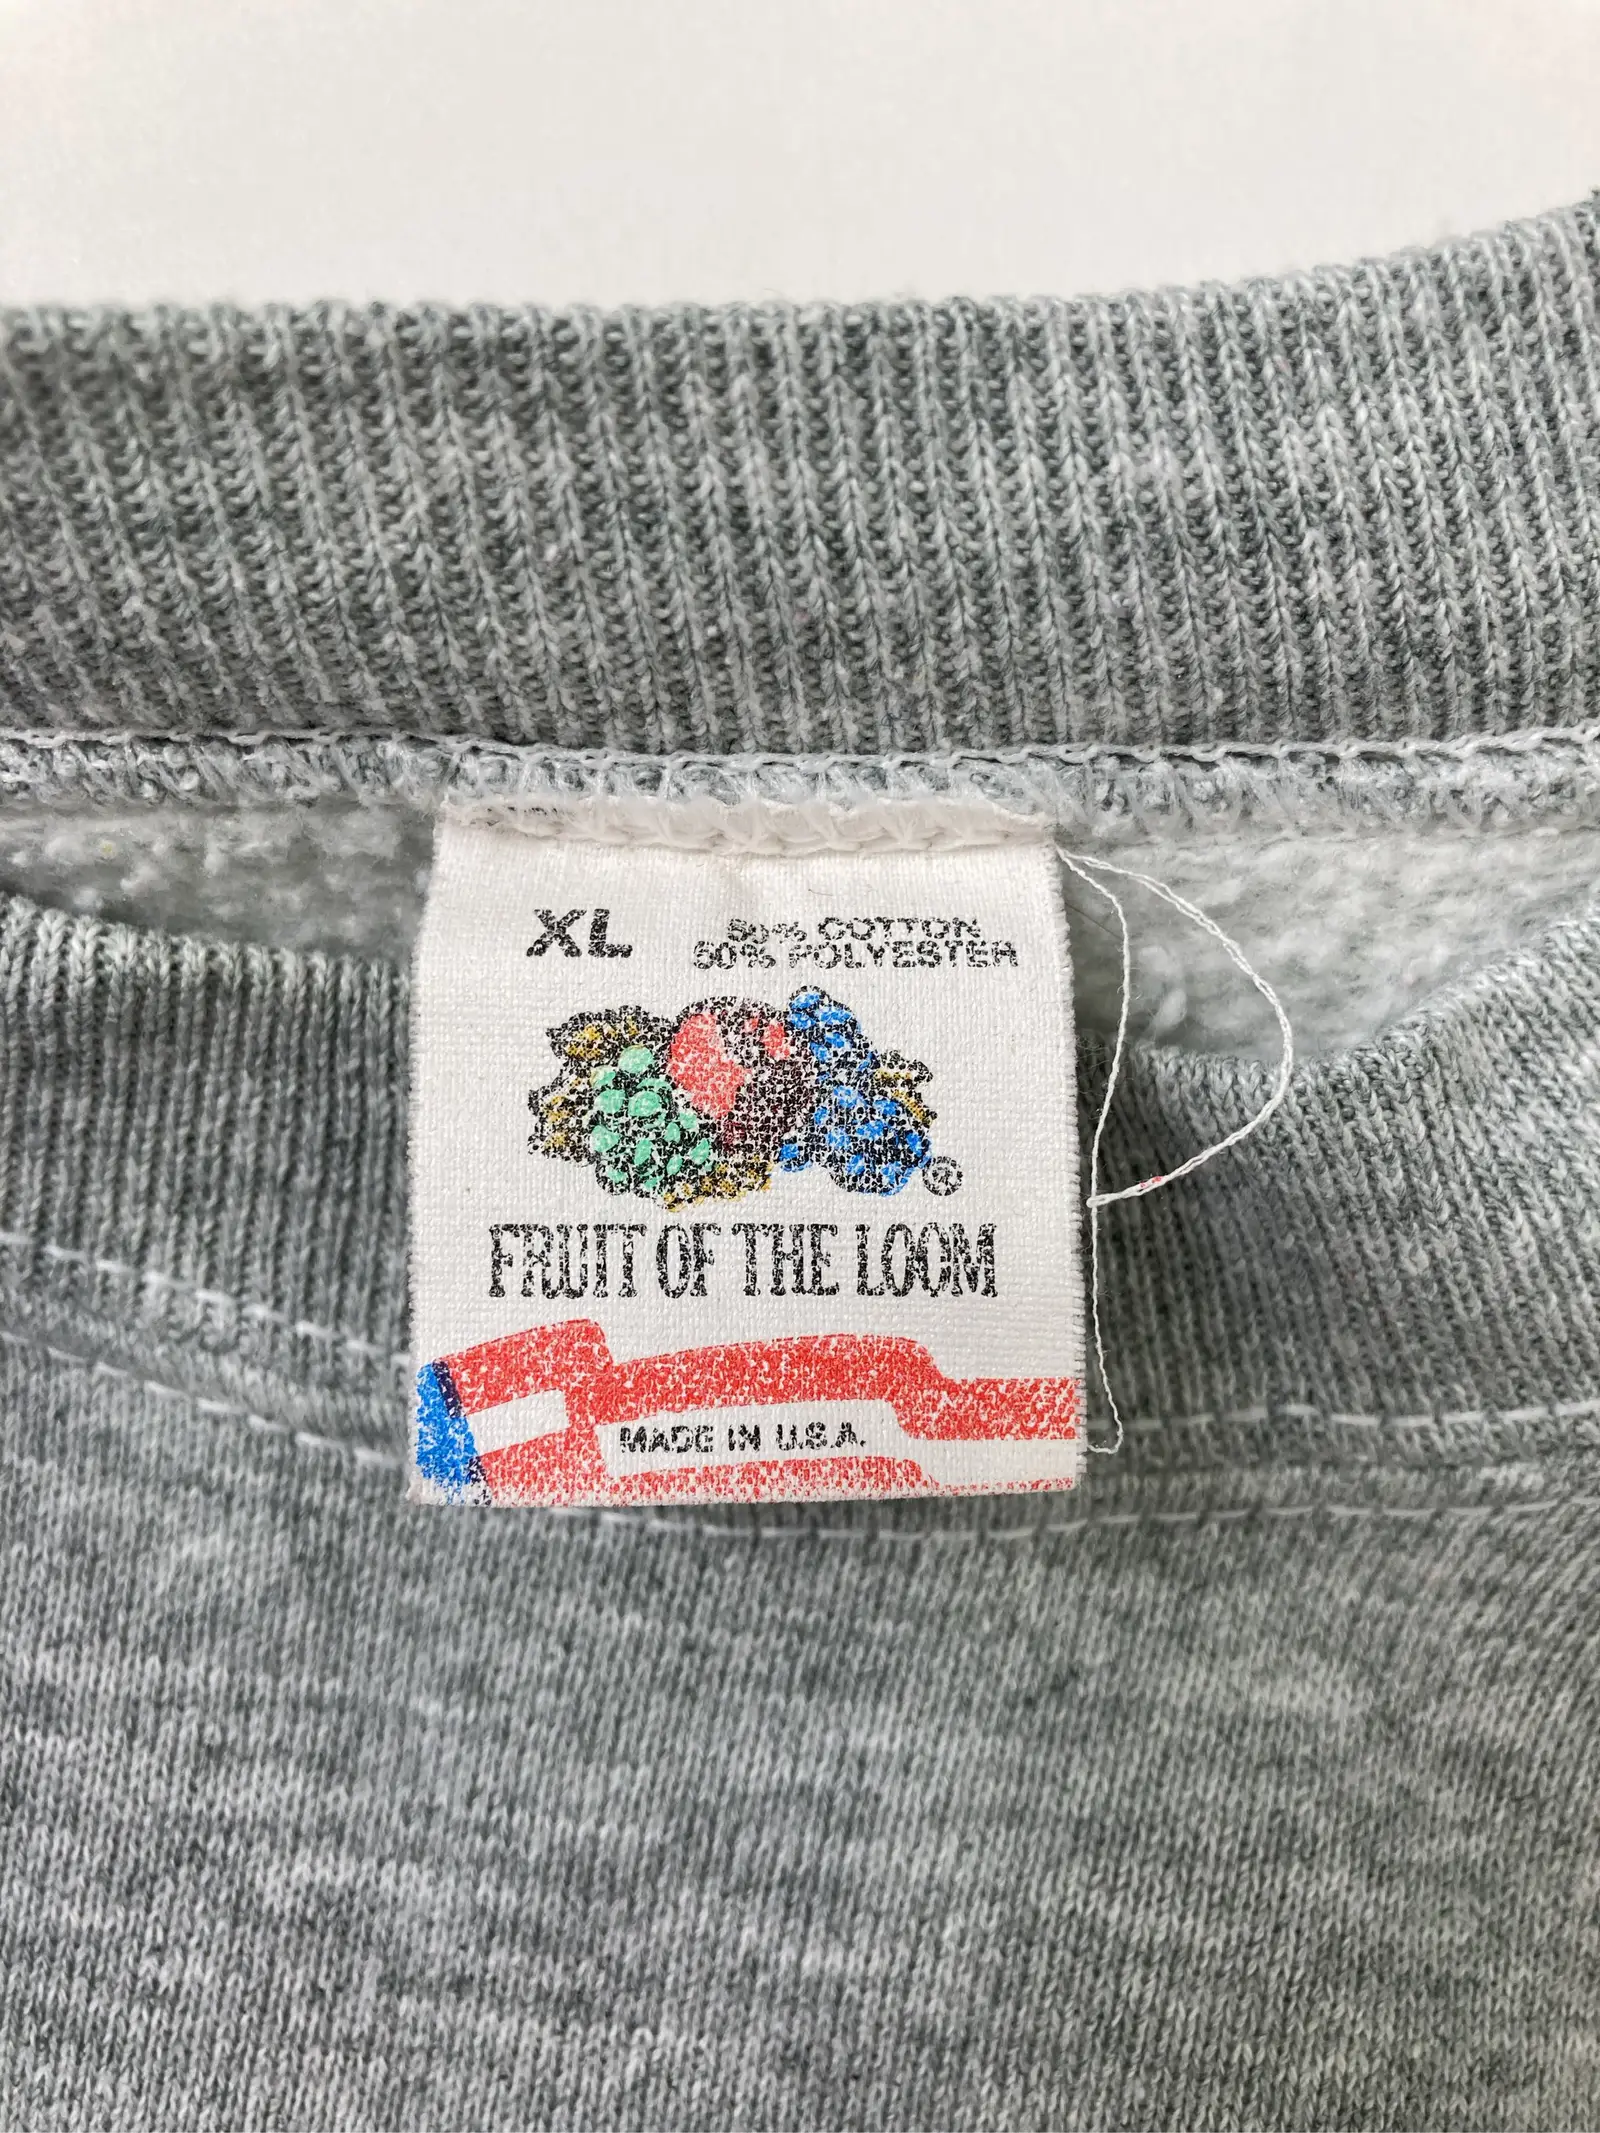 XL
50% COTTON
50% POLYESTER
®
FRUIT OF THE LOOM
MADE IN U.S.A.